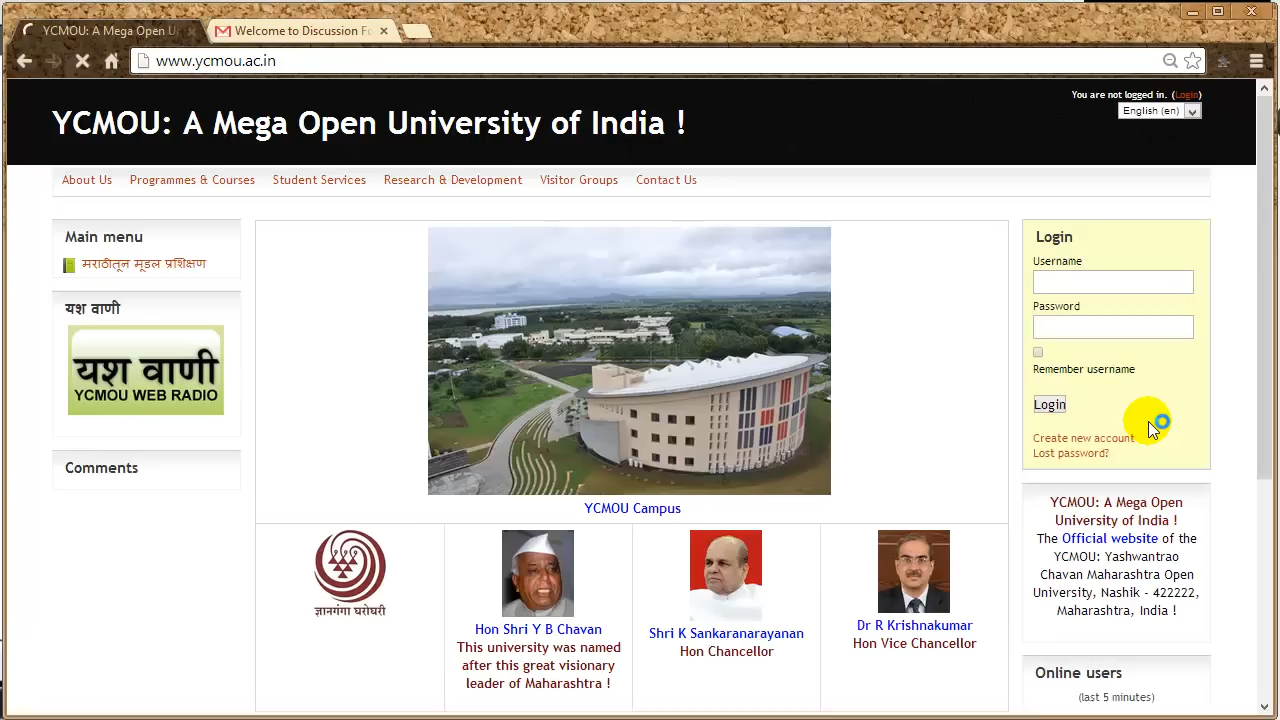 YCMOU: A Mega Open U
Welcome to Discussion Fo
www.ycmou.ac.in
You are not logged in. (Login)
English (en)
YCMOU: A Mega Open University of India !
About Us
Programmes & Courses
Student Services
Research & Development
Visitor Groups
Contact Us
Main menu
मराठीतून मूडल प्रशिक्षण
यश वाणी
यश वाणी
YCMOU WEB RADIO
Comments
YCMOU Campus
ज्ञानगंगा घरोघरी
Hon Shri Y B Chavan
This university was named
after this great visionary
leader of Maharashtra !
Shri K Sankaranarayanan
Hon Chancellor
Dr R Krishnakumar
Hon Vice Chancellor
Login
Username
Password
Remember username
Login
Create new account
Lost password?
YCMOU: A Mega Open
University of India !
The Official website of the
YCMOU: Yashwantrao
Chavan Maharashtra Open
University, Nashik - 422222,
Maharashtra, India !
Online users
(last 5 minutes)